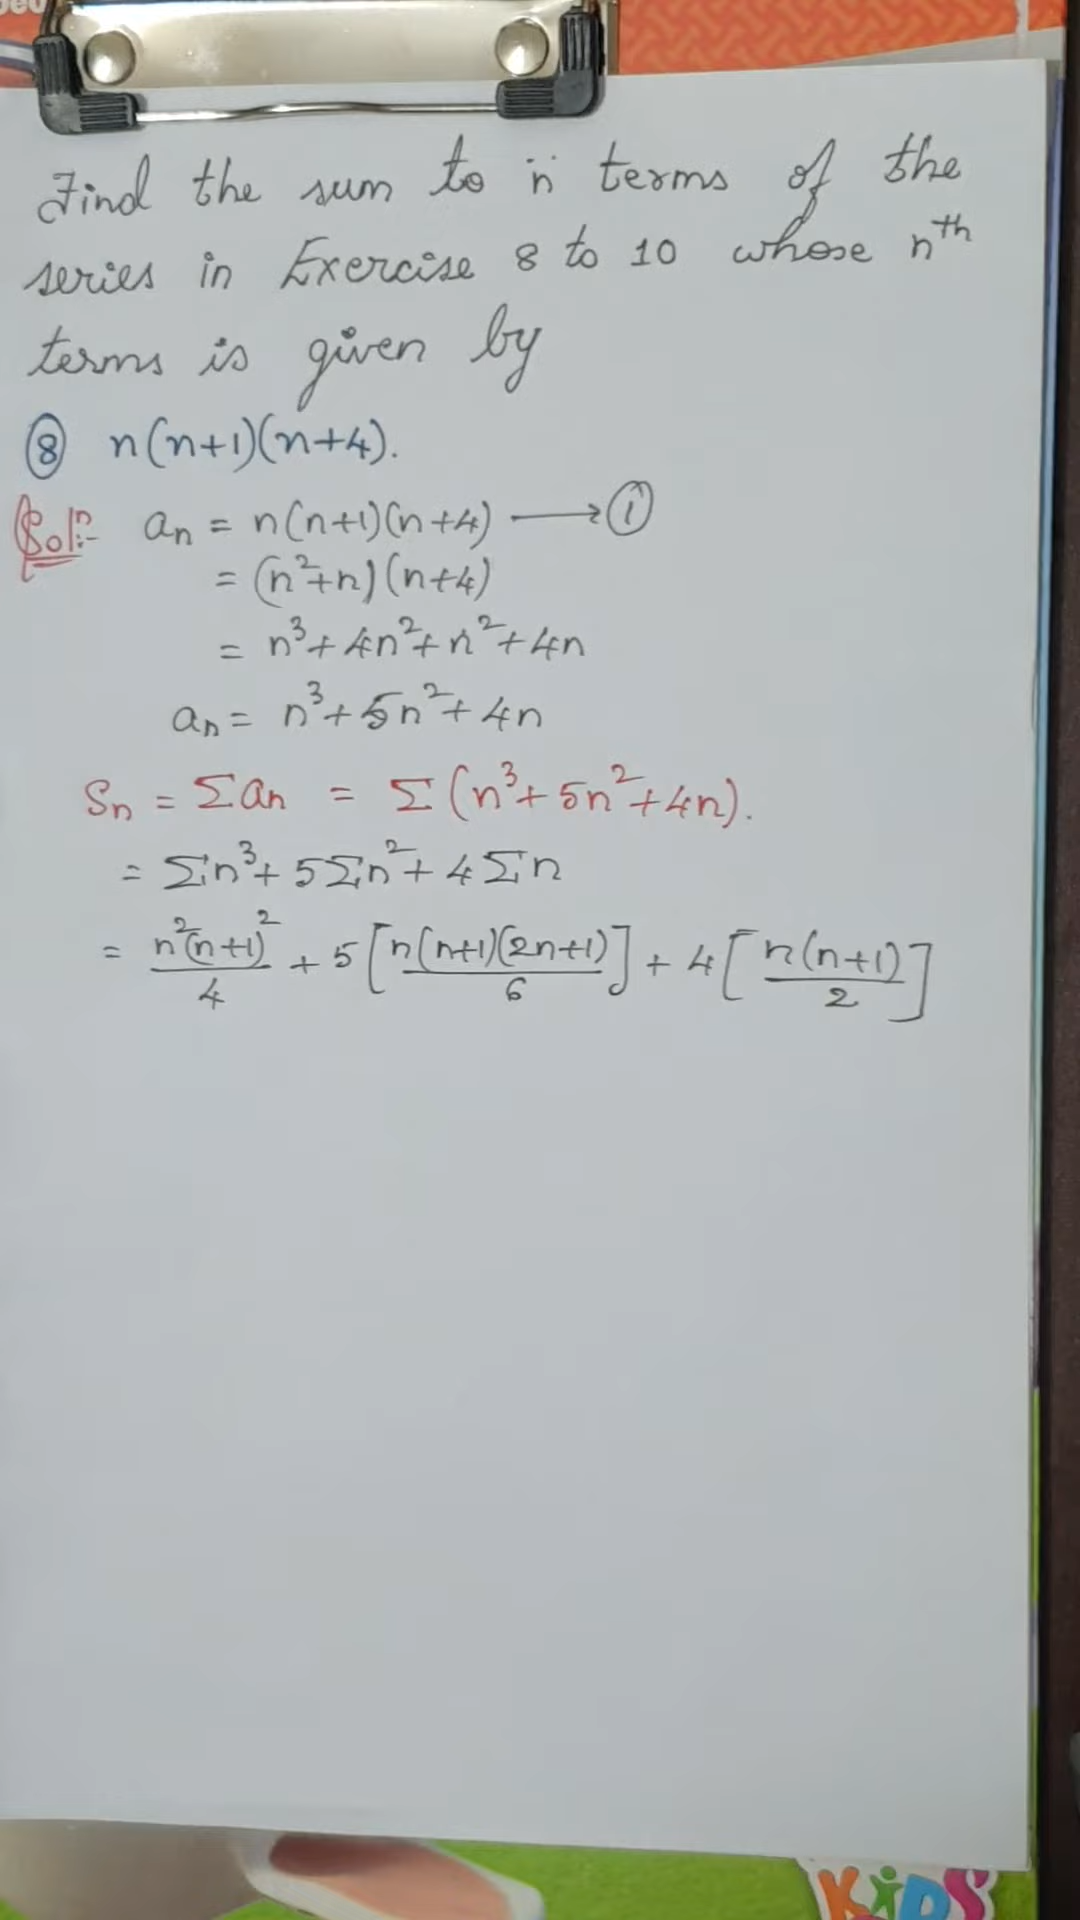 Find the sum to 'n' terms of the
series in Exercise 8 to 10 whose nth
terms is given by
⑧ n(n+1)(n+4).
Solⁿ:- aₙ = n(n+1)(n+4) ⟶ ①
= (n²+n)(n+4)
= n³+4n²+n²+4n
aₙ = n³+5n²+4n
Sₙ = Σaₙ = Σ(n³+5n²+4n).
= Σn³+5Σn²+4Σn
= n²(n+1)²/4 + 5[n(n+1)(2n+1)/6] + 4[n(n+1)/2]
KiDS